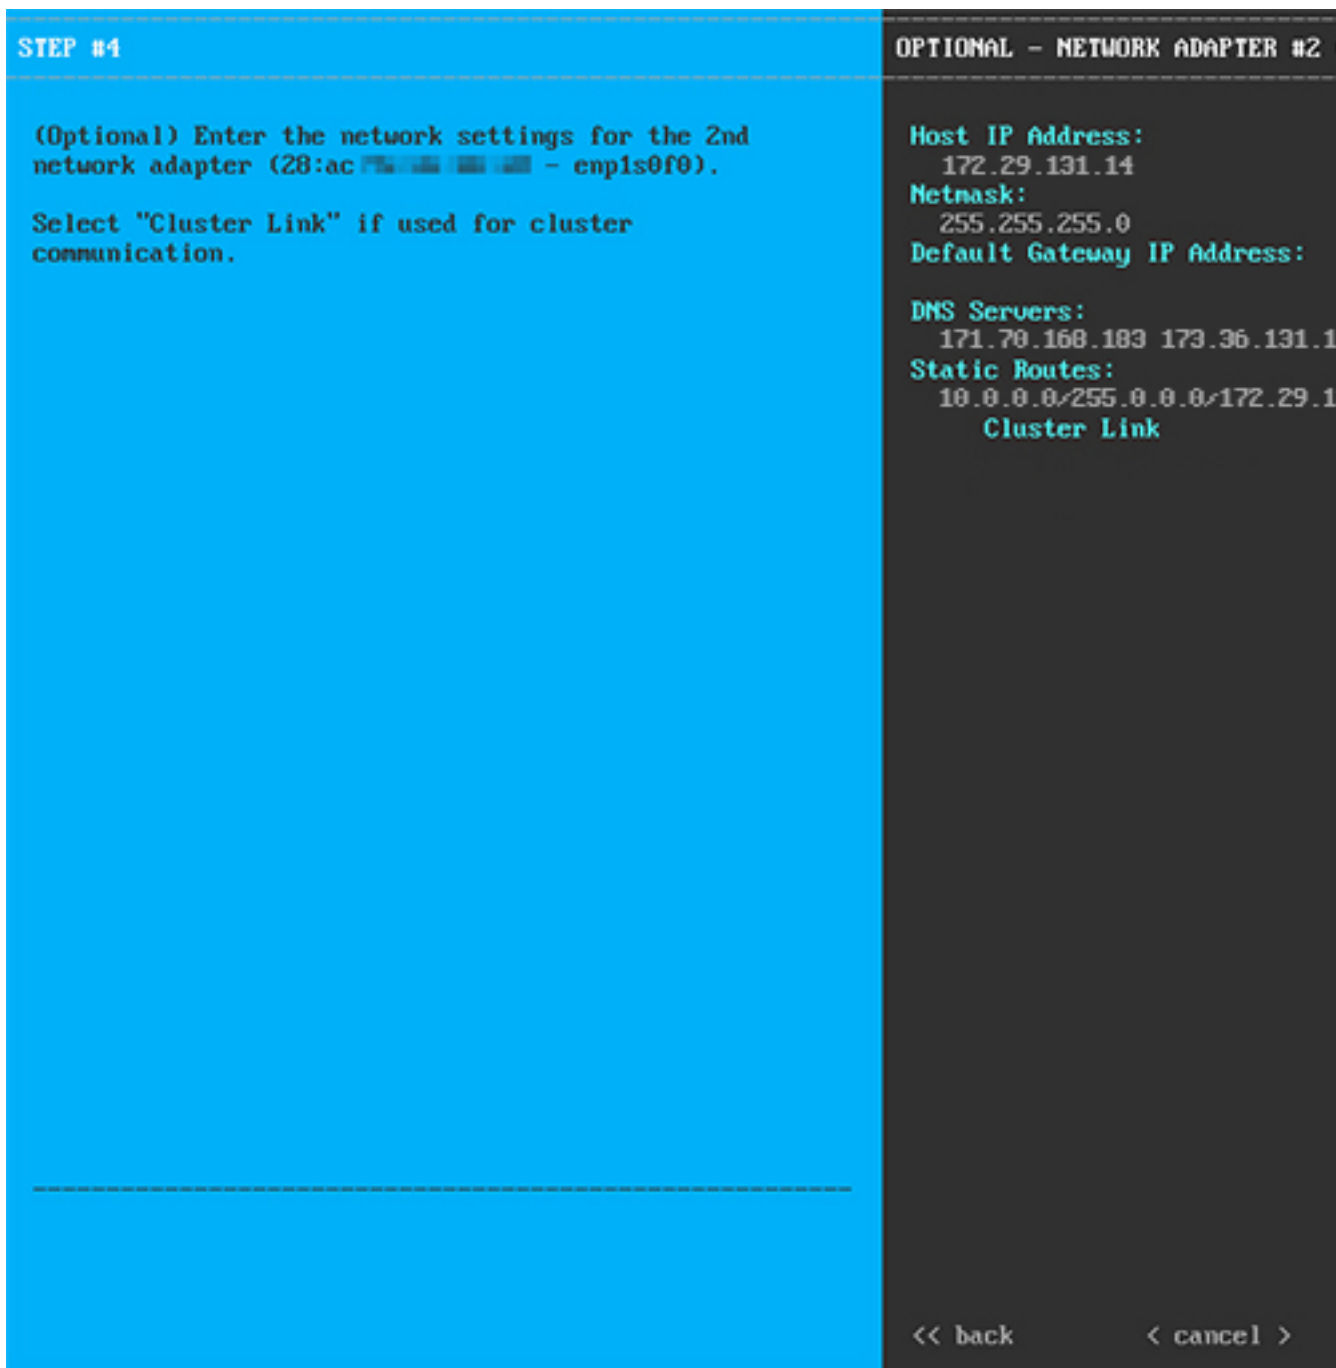 STEP #4
(Optional) Enter the network settings for the 2nd
network adapter (28:ac - enp1s0f0).
Select "Cluster Link" if used for cluster
communication.
OPTIONAL - NETWORK ADAPTER #2
Host IP Address:
172.29.131.14
Netmask:
255.255.255.0
Default Gateway IP Address:
DNS Servers:
171.70.168.183 173.36.131.1
Static Routes:
10.0.0.0/255.0.0.0/172.29.1
Cluster Link
<< back < cancel >